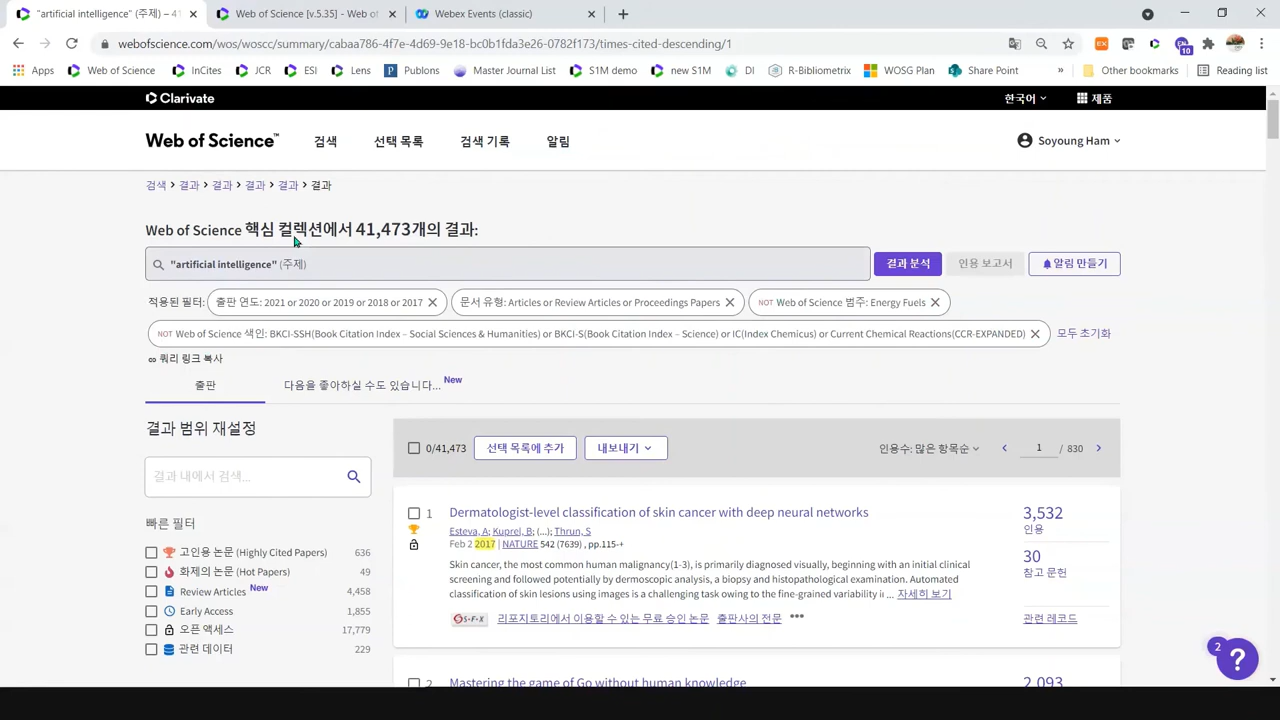 "artificial intelligence" (주제) – 41
Web of Science [v.5.35] - Web of
Webex Events (classic)
webofscience.com/wos/woscc/summary/cabaa786-4f7e-4d69-9e18-bcbb1fda3e28-0782f173/times-cited-descending/1
10
Apps
Web of Science
InCites
JCR
ESI
Lens
Publons
Master Journal List
S1M demo
new S1M
DI
R-Bibliometrix
WOSG Plan
Share Point
»
Other bookmarks
Reading list
Clarivate
한국어
제품
Web of Science™
검색
선택 목록
검색 기록
알림
Soyoung Ham
검색 > 결과 > 결과 > 결과 > 결과 > 결과
Web of Science 핵심 컬렉션에서 41,473개의 결과:
"artificial intelligence" (주제)
결과 분석
인용 보고서
알림 만들기
적용된 필터:
출판 연도: 2021 or 2020 or 2019 or 2018 or 2017
문서 유형: Articles or Review Articles or Proceedings Papers
NOT Web of Science 범주: Energy Fuels
NOT Web of Science 색인: BKCI-SSH(Book Citation Index – Social Sciences & Humanities) or BKCI-S(Book Citation Index – Science) or IC(Index Chemicus) or Current Chemical Reactions(CCR-EXPANDED)
모두 초기화
쿼리 링크 복사
출판
다음을 좋아하실 수도 있습니다... New
결과 범위 재설정
0/41,473
선택 목록에 추가
내보내기
인용수: 많은 항목순
1 / 830
결과 내에서 검색...
빠른 필터
고인용 논문 (Highly Cited Papers) 636
화제의 논문 (Hot Papers) 49
Review Articles New 4,458
Early Access 1,855
오픈 액세스 17,779
관련 데이터 229
1
Dermatologist-level classification of skin cancer with deep neural networks
Esteva, A; Kuprel, B; (...); Thrun, S
Feb 2 2017 | NATURE 542 (7639) , pp.115-+
Skin cancer, the most common human malignancy(1-3), is primarily diagnosed visually, beginning with an initial clinical
screening and followed potentially by dermoscopic analysis, a biopsy and histopathological examination. Automated
classification of skin lesions using images is a challenging task owing to the fine-grained variability i ... 자세히 보기
S·F·X
리포지토리에서 이용할 수 있는 무료 승인 논문
출판사의 전문
•••
3,532
인용
30
참고 문헌
관련 레코드
2
Mastering the game of Go without human knowledge
2,093
2
?